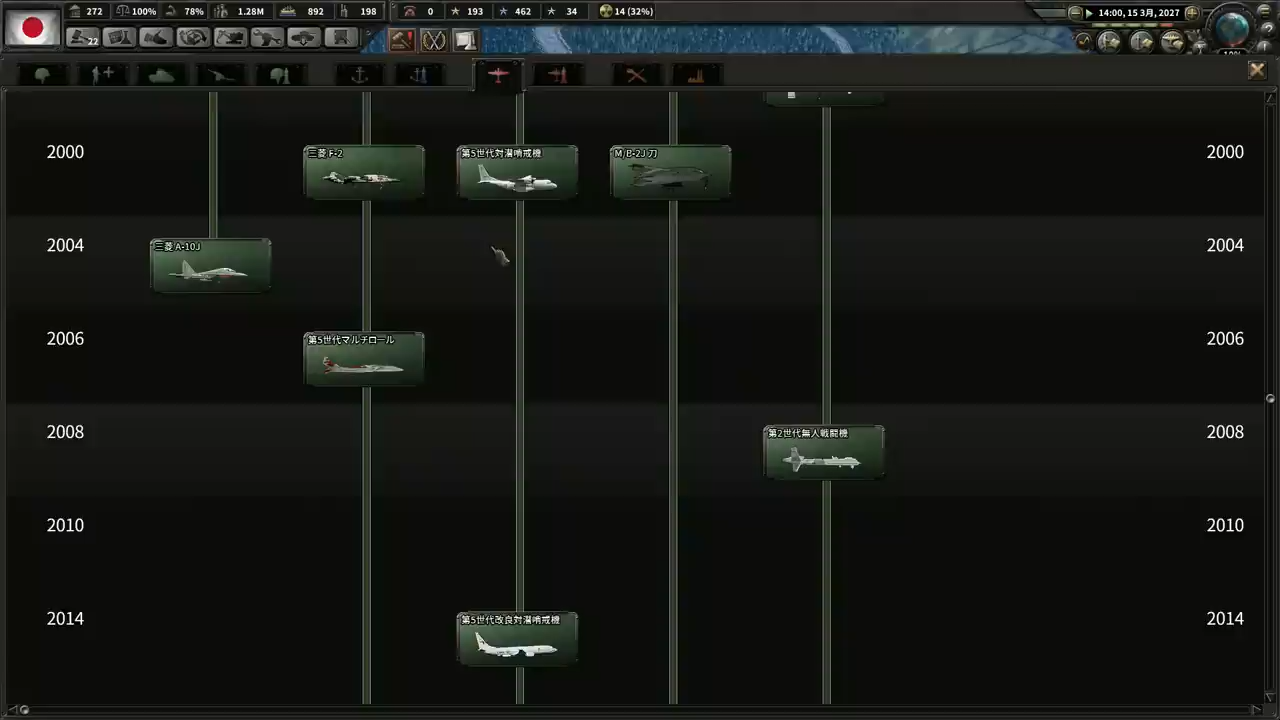 272 100% 78% 1.28M 892 198 0 193 462 34 14 (32%) 14:00, 15 3月, 2027
22
2000 三菱 F-2 第5世代対潜哨戒機 M/B-2J 刀 2000
2004 三菱 A-10J 2004
2006 第5世代マルチロール 2006
2008 第2世代無人戦闘機 2008
2010 2010
2014 第5世代改良対潜哨戒機 2014